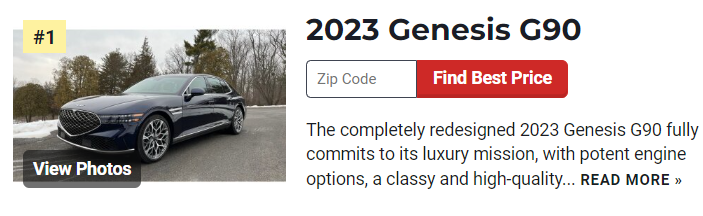 #1
View Photos
2023 Genesis G90
Zip Code
Find Best Price
The completely redesigned 2023 Genesis G90 fully
commits to its luxury mission, with potent engine
options, a classy and high-quality... READ MORE »